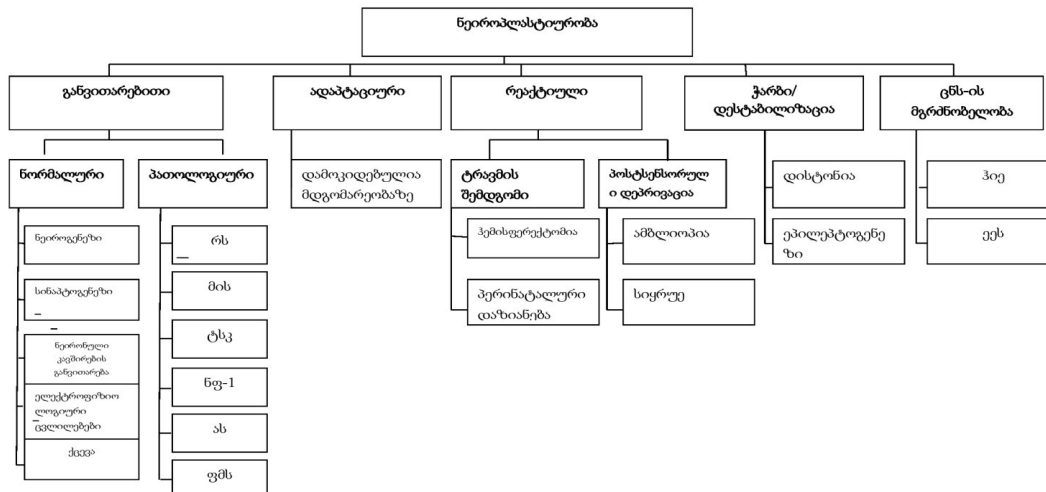 ნეიროპლასტიურობა
განვითარებითი
ადაპტაციური
რეაქტიული
ჭარბი/
დესტაბილიზაცია
ცნს-ის
მგრძნობელობა
ნორმალური
პათოლოგიური
დამოკიდებულია
მდგომარეობაზე
ტრავმის
შემდგომი
პოსტსენსორულ
ი დეპრივაცია
დისტონია
ჰიე
ნეიროგენეზი
რს
ჰემისფერექტომია
ამბლიოპია
ეპილეპტოგენე
ზი
ეეს
სინაპტოგენეზი
მის
პერინატალური
დაზიანება
სიყრუე
ნეირონული
კავშირების
განვითარება
ტსკ
ელექტროფიზიო
ლოგიური
ცვლილებები
ნფ-1
ქცევა
ას
ფმს